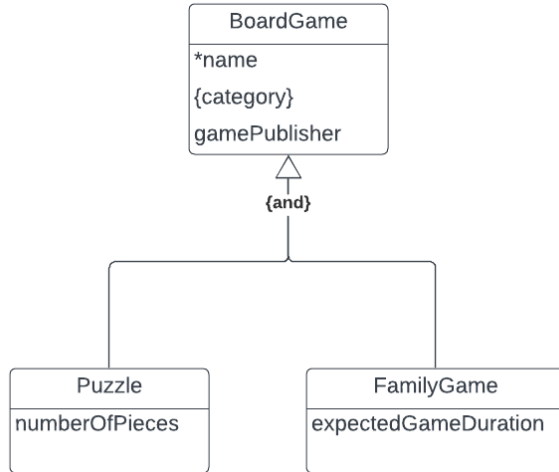 BoardGame
*name
{category}
gamePublisher
{and}
Puzzle
numberOfPieces
FamilyGame
expectedGameDuration